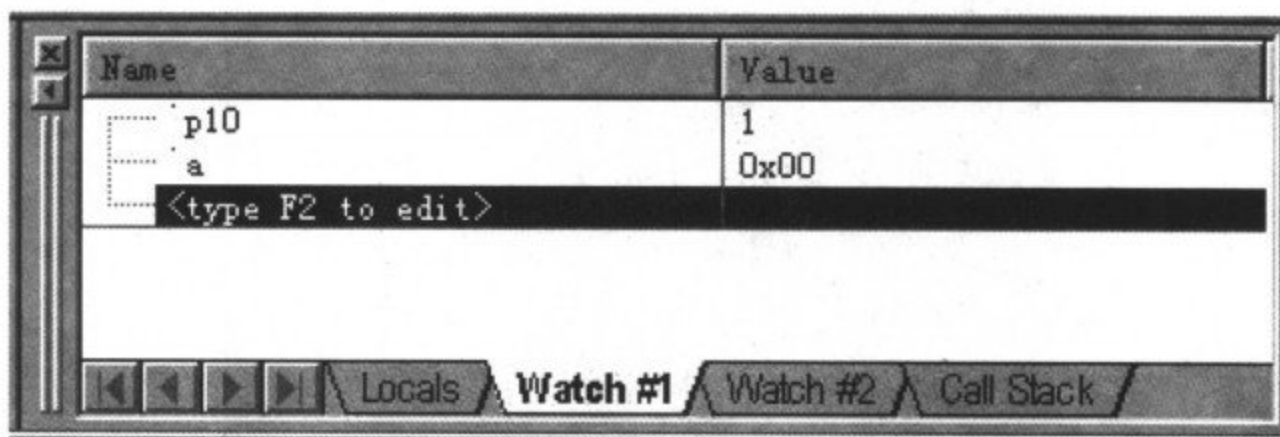 Name Value
p10 1
a 0x00
<type F2 to edit>
Locals Watch #1 Watch #2 Call Stack